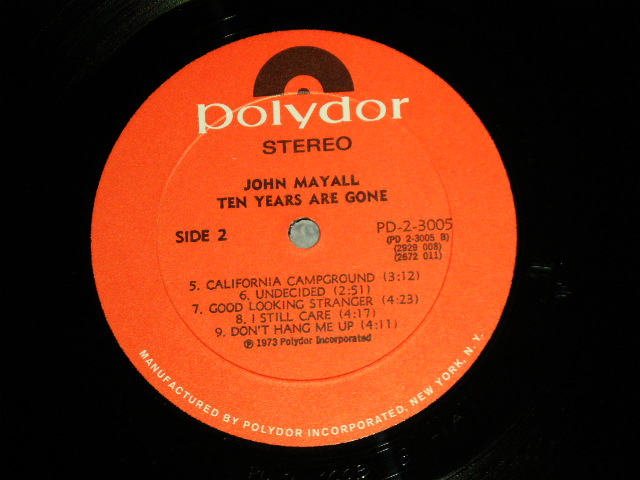 polydor
STEREO
JOHN MAYALL
TEN YEARS ARE GONE
SIDE 2
PD-2-3005
(PD 2-3005 B)
(2929 008)
(2672 011)
5. CALIFORNIA CAMPGROUND (3:12)
6. UNDECIDED (2:51)
7. GOOD LOOKING STRANGER (4:23)
8. I STILL CARE (4:17)
9. DON'T HANG ME UP (4:11)
Ⓟ 1973 Polydor Incorporated
MANUFACTURED BY POLYDOR INCORPORATED, NEW YORK, N.Y.